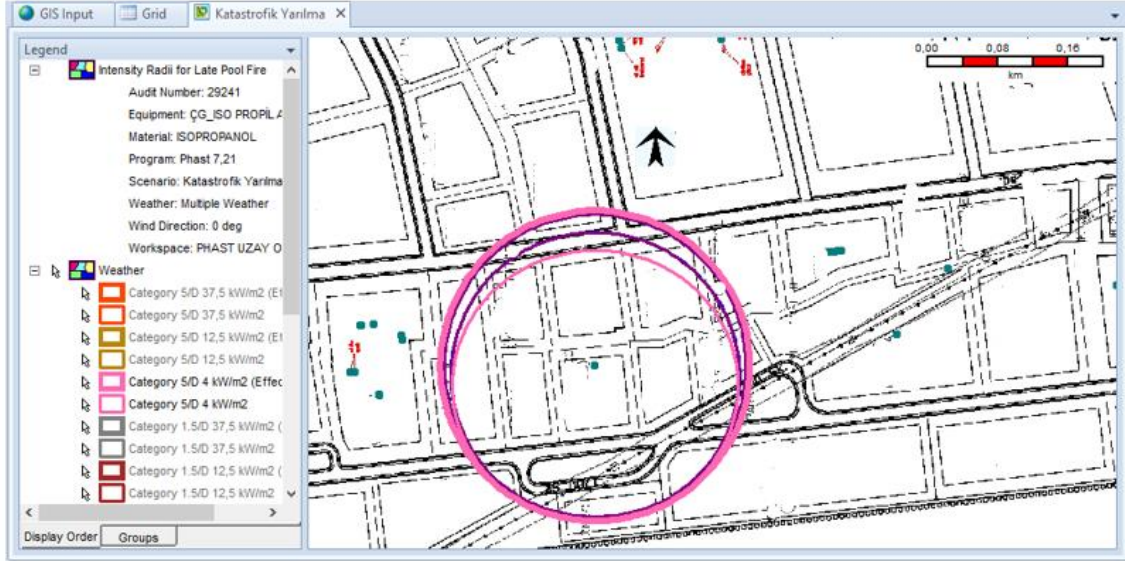 GIS Input
Grid
Katastrofik Yarılma
Legend
Intensity Radii for Late Pool Fire
Audit Number: 29241
Equipment: ÇG_ISO PROPİL A
Material: ISOPROPANOL
Program: Phast 7,21
Scenario: Katastrofik Yarılma
Weather: Multiple Weather
Wind Direction: 0 deg
Workspace: PHAST UZAY O
Weather
Category 5/D 37,5 kW/m2 (Ef
Category 5/D 37,5 kW/m2
Category 5/D 12,5 kW/m2 (Ef
Category 5/D 12,5 kW/m2
Category 5/D 4 kW/m2 (Effec
Category 5/D 4 kW/m2
Category 1.5/D 37,5 kW/m2 (
Category 1.5/D 37,5 kW/m2
Category 1.5/D 12,5 kW/m2 (
Category 1.5/D 12,5 kW/m2
Display Order
Groups
0,00 0,08 0,16
km